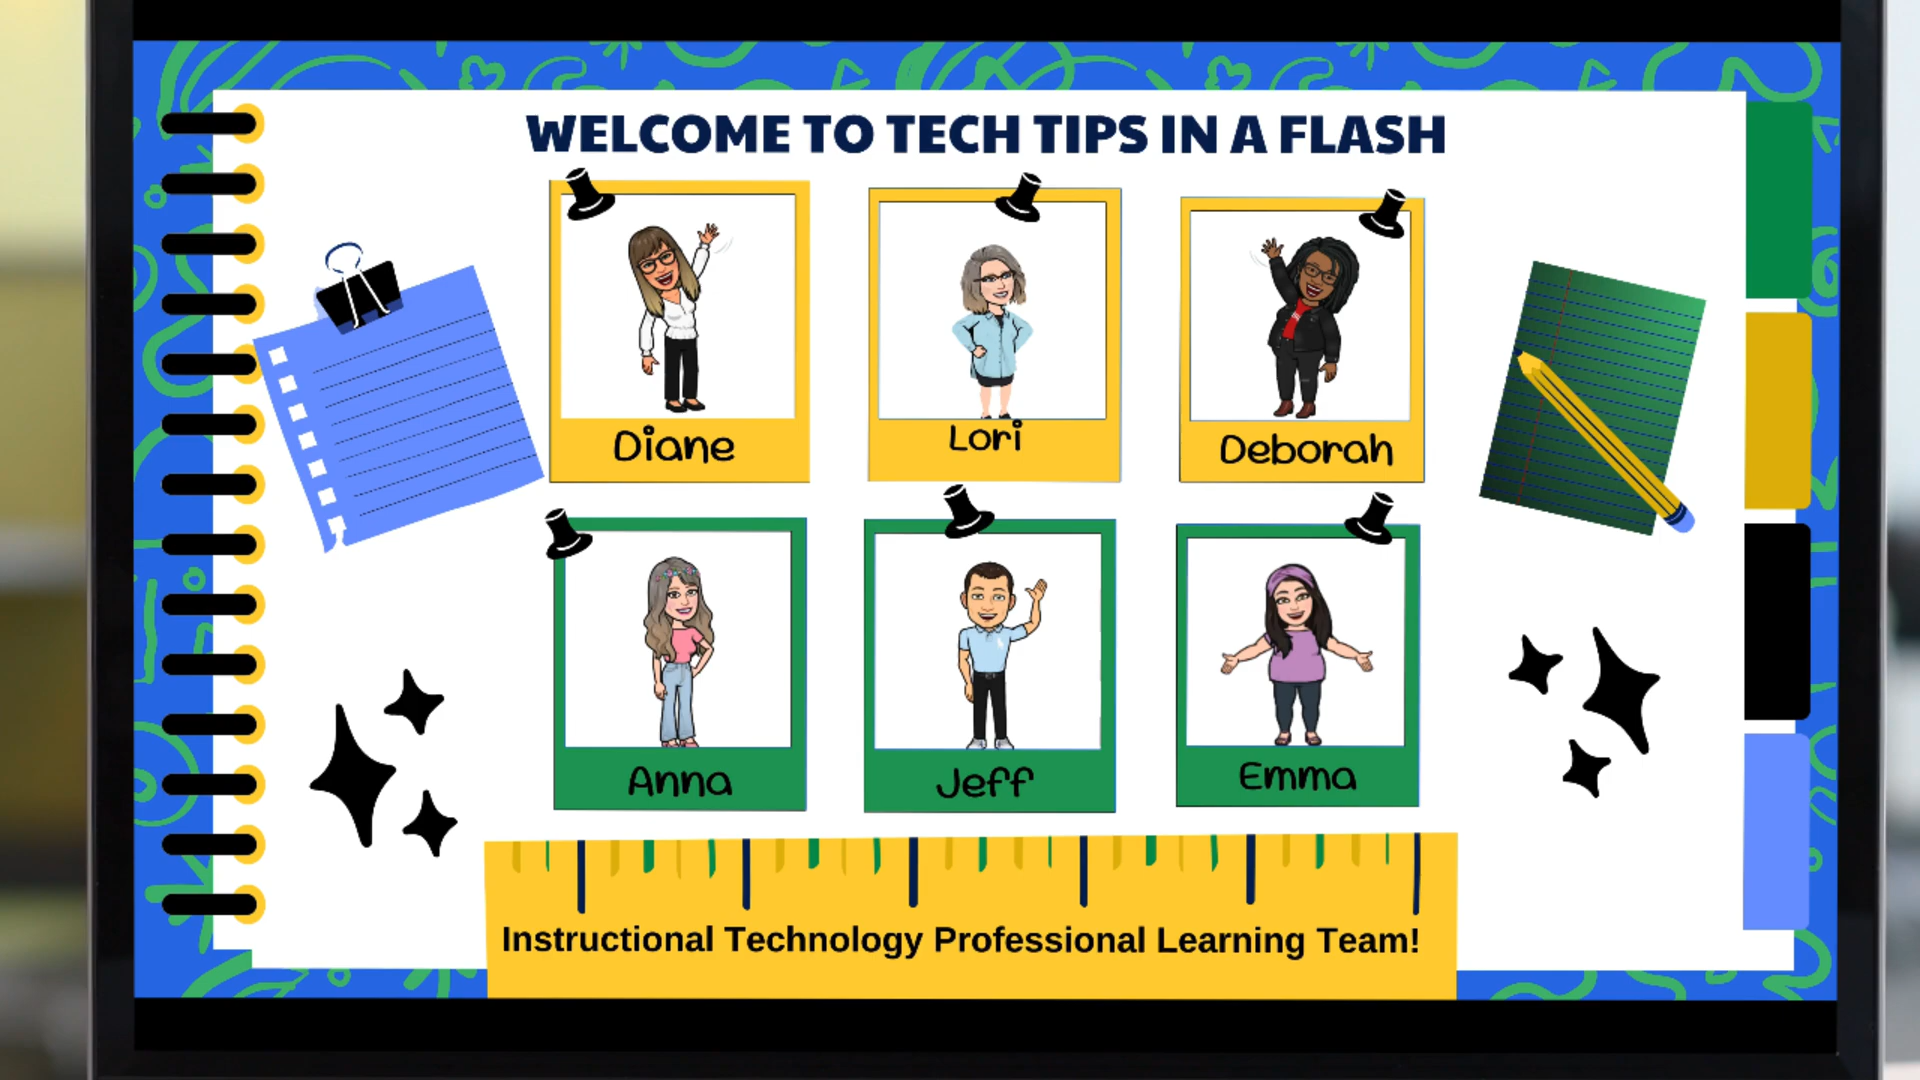 WELCOME TO TECH TIPS IN A FLASH
Diane
Lori
Deborah
Anna
Jeff
Emma
Instructional Technology Professional Learning Team!